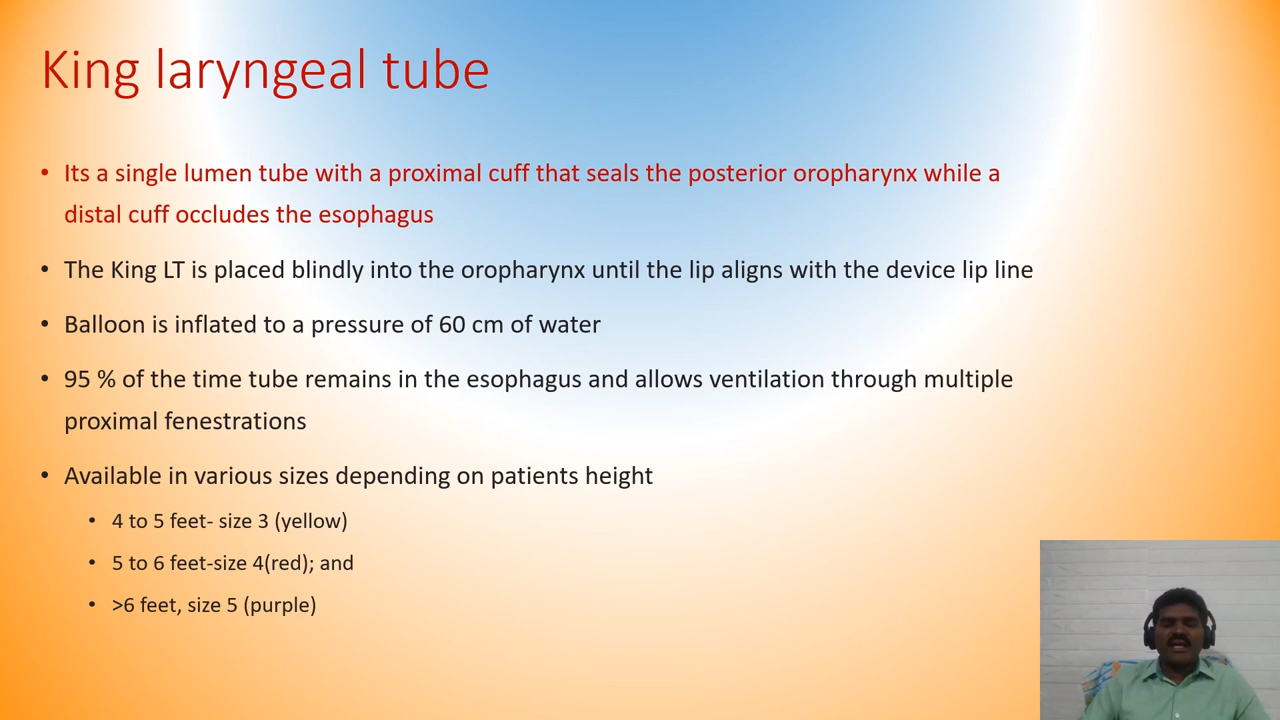 King laryngeal tube
• Its a single lumen tube with a proximal cuff that seals the posterior oropharynx while a
distal cuff occludes the esophagus
• The King LT is placed blindly into the oropharynx until the lip aligns with the device lip line
• Balloon is inflated to a pressure of 60 cm of water
• 95 % of the time tube remains in the esophagus and allows ventilation through multiple
proximal fenestrations
• Available in various sizes depending on patients height
• 4 to 5 feet- size 3 (yellow)
• 5 to 6 feet-size 4(red); and
• >6 feet, size 5 (purple)